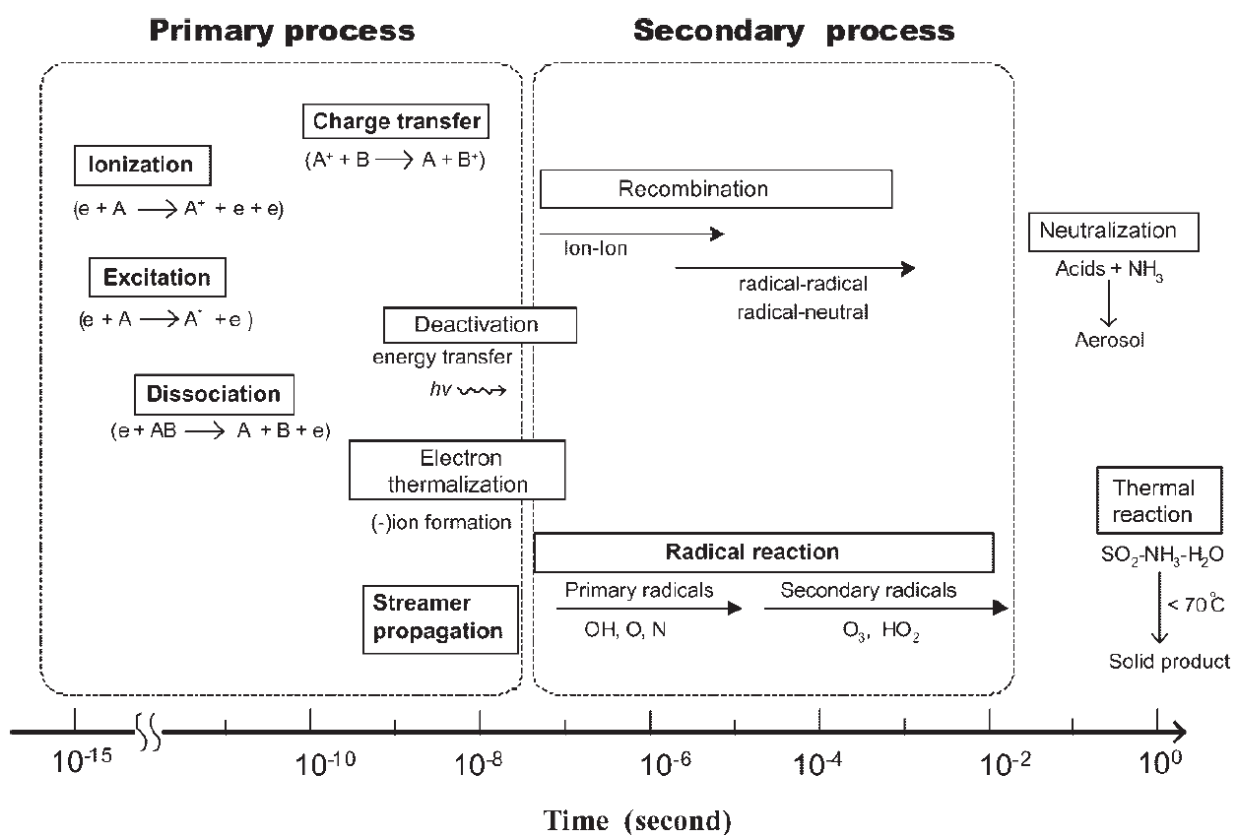 Primary process
Secondary process
Charge transfer
(A⁺ + B ⟶ A + B⁺)
Ionization
(e + A ⟶ A⁺ + e + e)
Excitation
(e + A ⟶ A* + e )
Dissociation
(e + AB ⟶ A + B + e)
Deactivation
energy transfer
hν
Electron
thermalization
(-)ion formation
Streamer
propagation
Recombination
Ion-Ion
radical-radical
radical-neutral
Radical reaction
Primary radicals
OH, O, N
Secondary radicals
O₃, HO₂
Neutralization
Acids + NH₃
Aerosol
Thermal
reaction
SO₂-NH₃-H₂O
< 70℃
Solid product
10⁻¹⁵ 10⁻¹⁰ 10⁻⁸ 10⁻⁶ 10⁻⁴ 10⁻² 10⁰
Time (second)